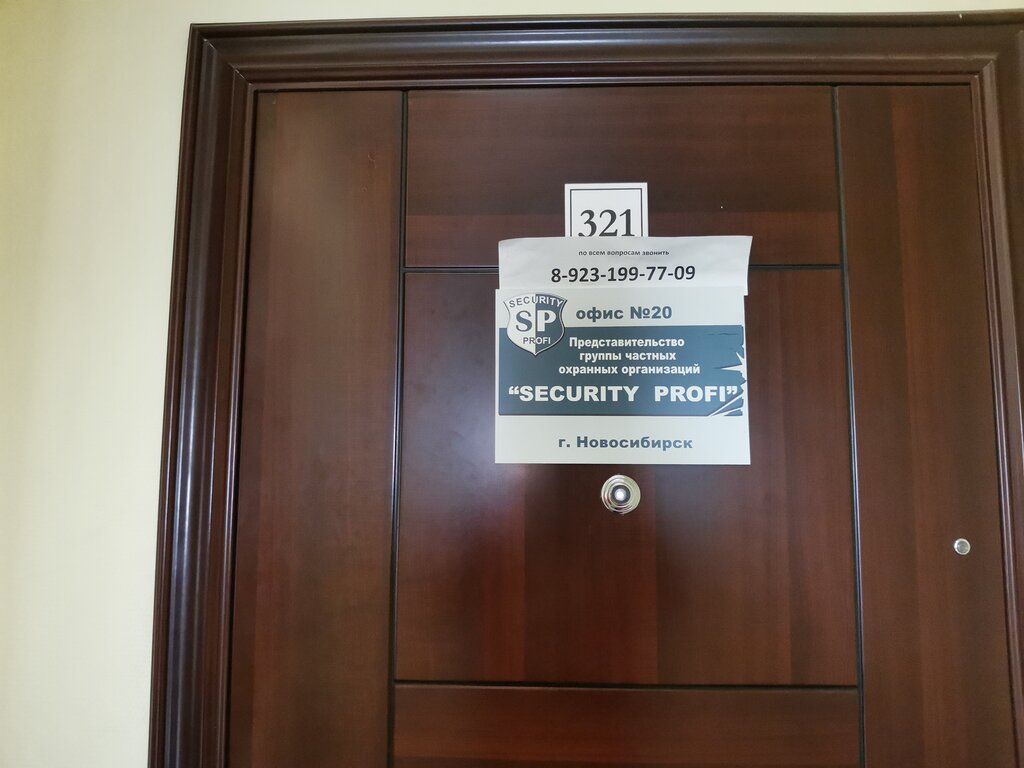 321
по всем вопросам звонить
8-923-199-77-09
SECURITY
SP
PROFI
офис №20
Представительство
группы частных
охранных организаций
“SECURITY PROFI”
г. Новосибирск